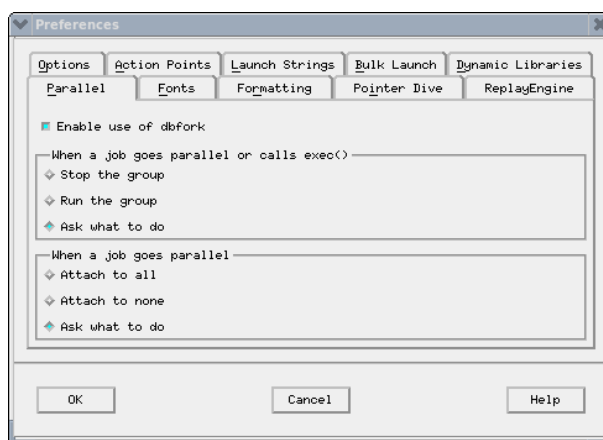 Preferences
Options Action Points Launch Strings Bulk Launch Dynamic Libraries
Parallel Fonts Formatting Pointer Dive ReplayEngine
Enable use of dbfork
When a job goes parallel or calls exec()
Stop the group
Run the group
Ask what to do
When a job goes parallel
Attach to all
Attach to none
Ask what to do
OK Cancel Help